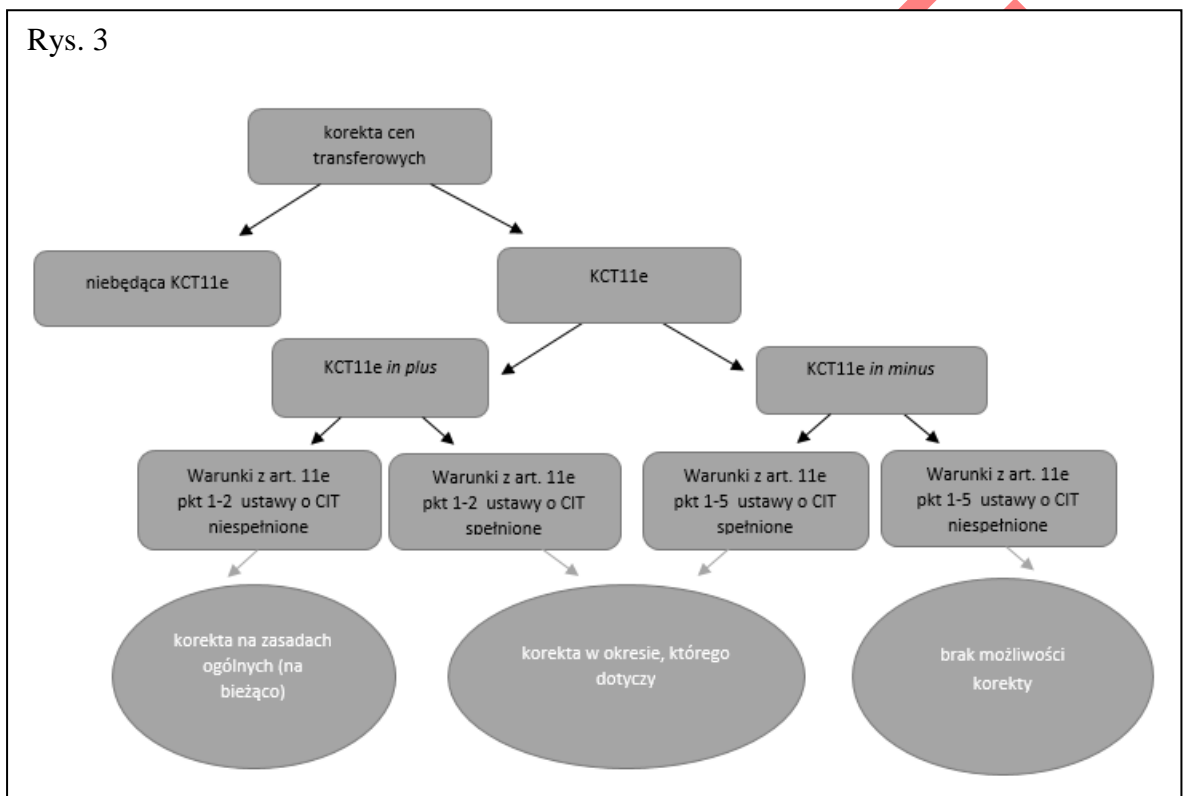 Rys. 3
korekta cen
transferowych
niebędąca KCT11e
KCT11e
KCT11e in plus
KCT11e in minus
Warunki z art. 11e
pkt 1-2 ustawy o CIT
niespełnione
Warunki z art. 11e
pkt 1-2 ustawy o CIT
spełnione
Warunki z art. 11e
pkt 1-5 ustawy o CIT
spełnione
Warunki z art. 11e
pkt 1-5 ustawy o CIT
niespełnione
korekta na zasadach
ogólnych (na
bieżąco)
korekta w okresie, którego
dotyczy
brak możliwości
korekty